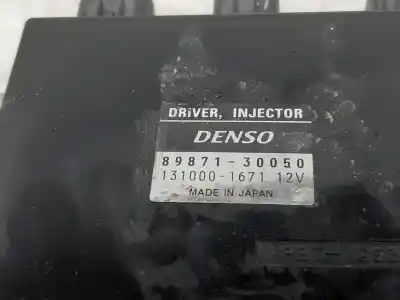 DRIVER, INJECTOR
DENSO
89871-30050
131000-1671 12V
MADE IN JAPAN